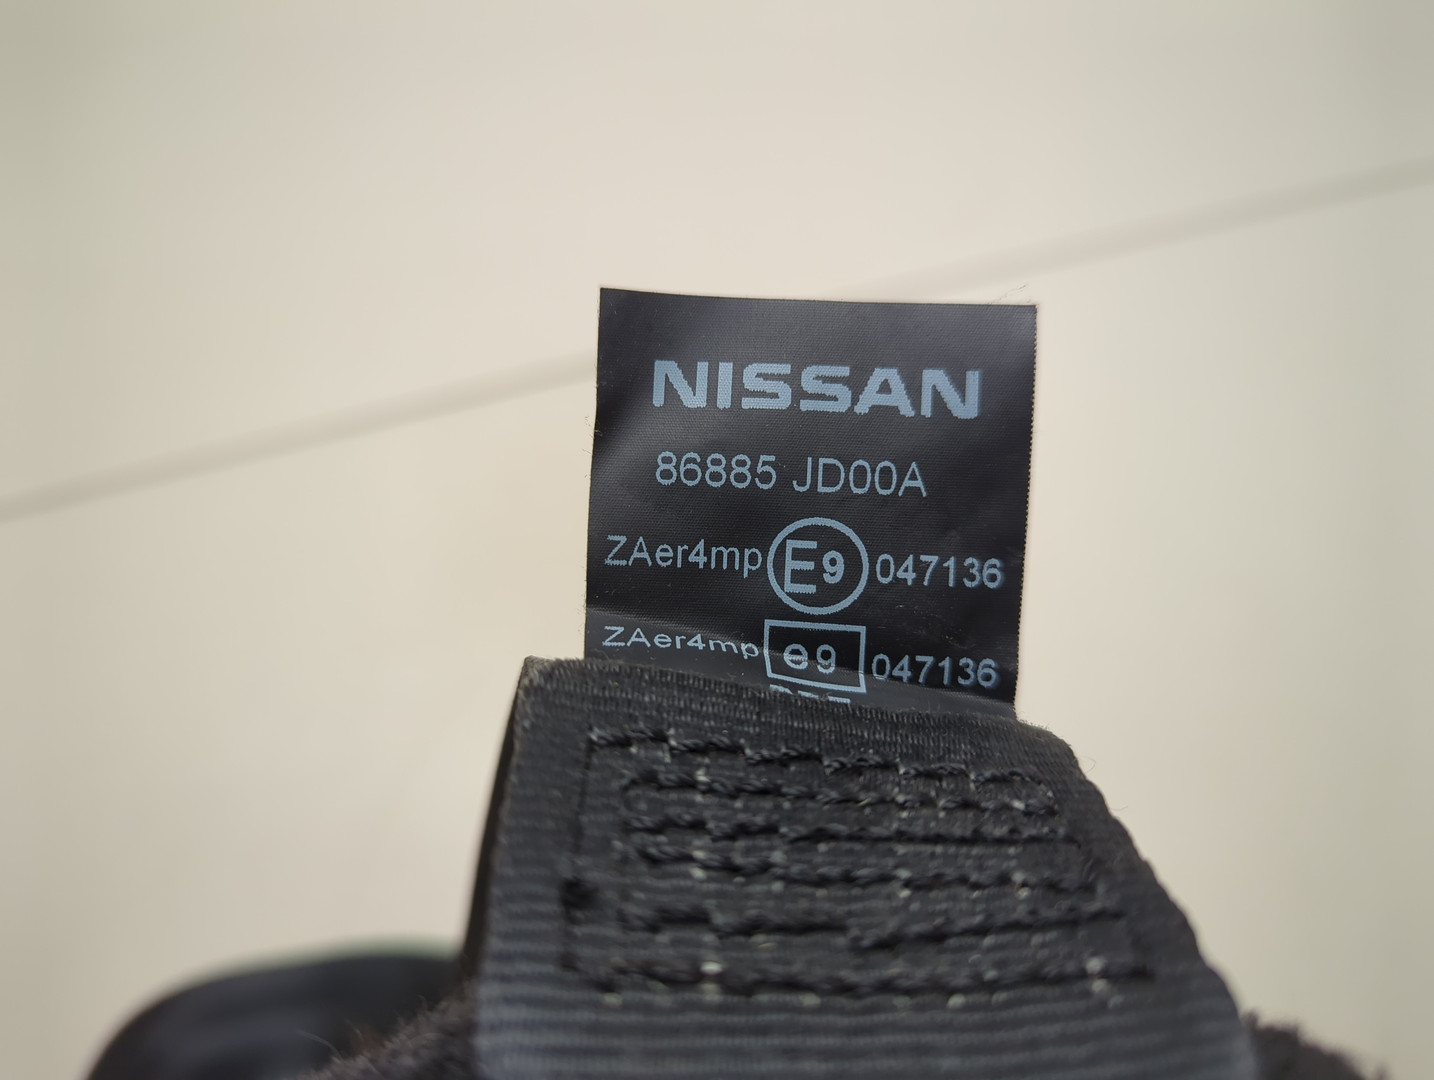 NISSAN
86885 JD00A
ZAer4mp E9 047136
ZAer4mp e9 047136